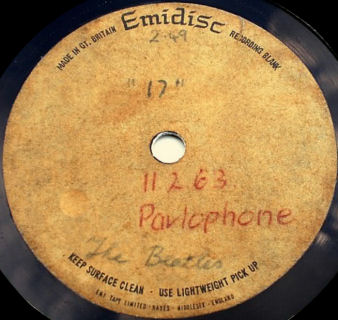 Emidisc
MADE IN GT. BRITAIN
RECORDING BLANK
2.49
"17"
11 2 63.
Parlophone
The Beatles
KEEP SURFACE CLEAN · USE LIGHTWEIGHT PICK UP
EMI TAPE LIMITED · HAYES · MIDDLESEX · ENGLAND